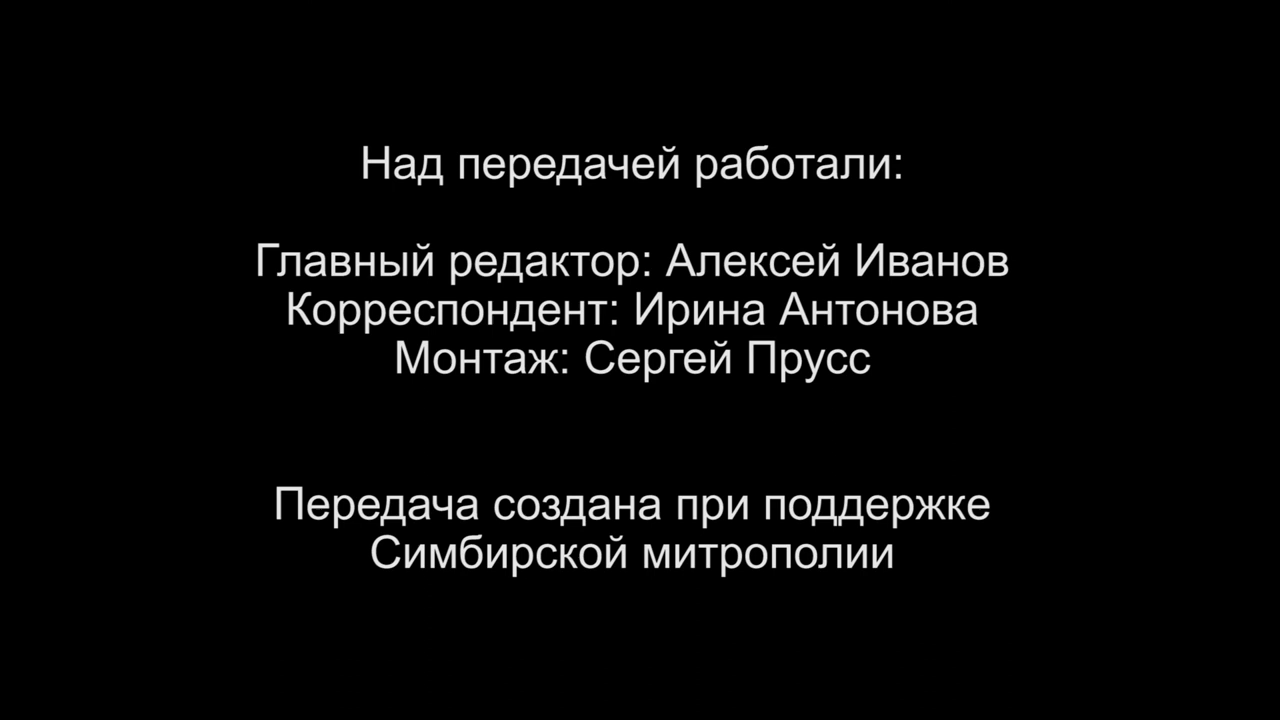 Над передачей работали:
Главный редактор: Алексей Иванов
Корреспондент: Ирина Антонова
Монтаж: Сергей Прусс
Передача создана при поддержке
Симбирской митрополии